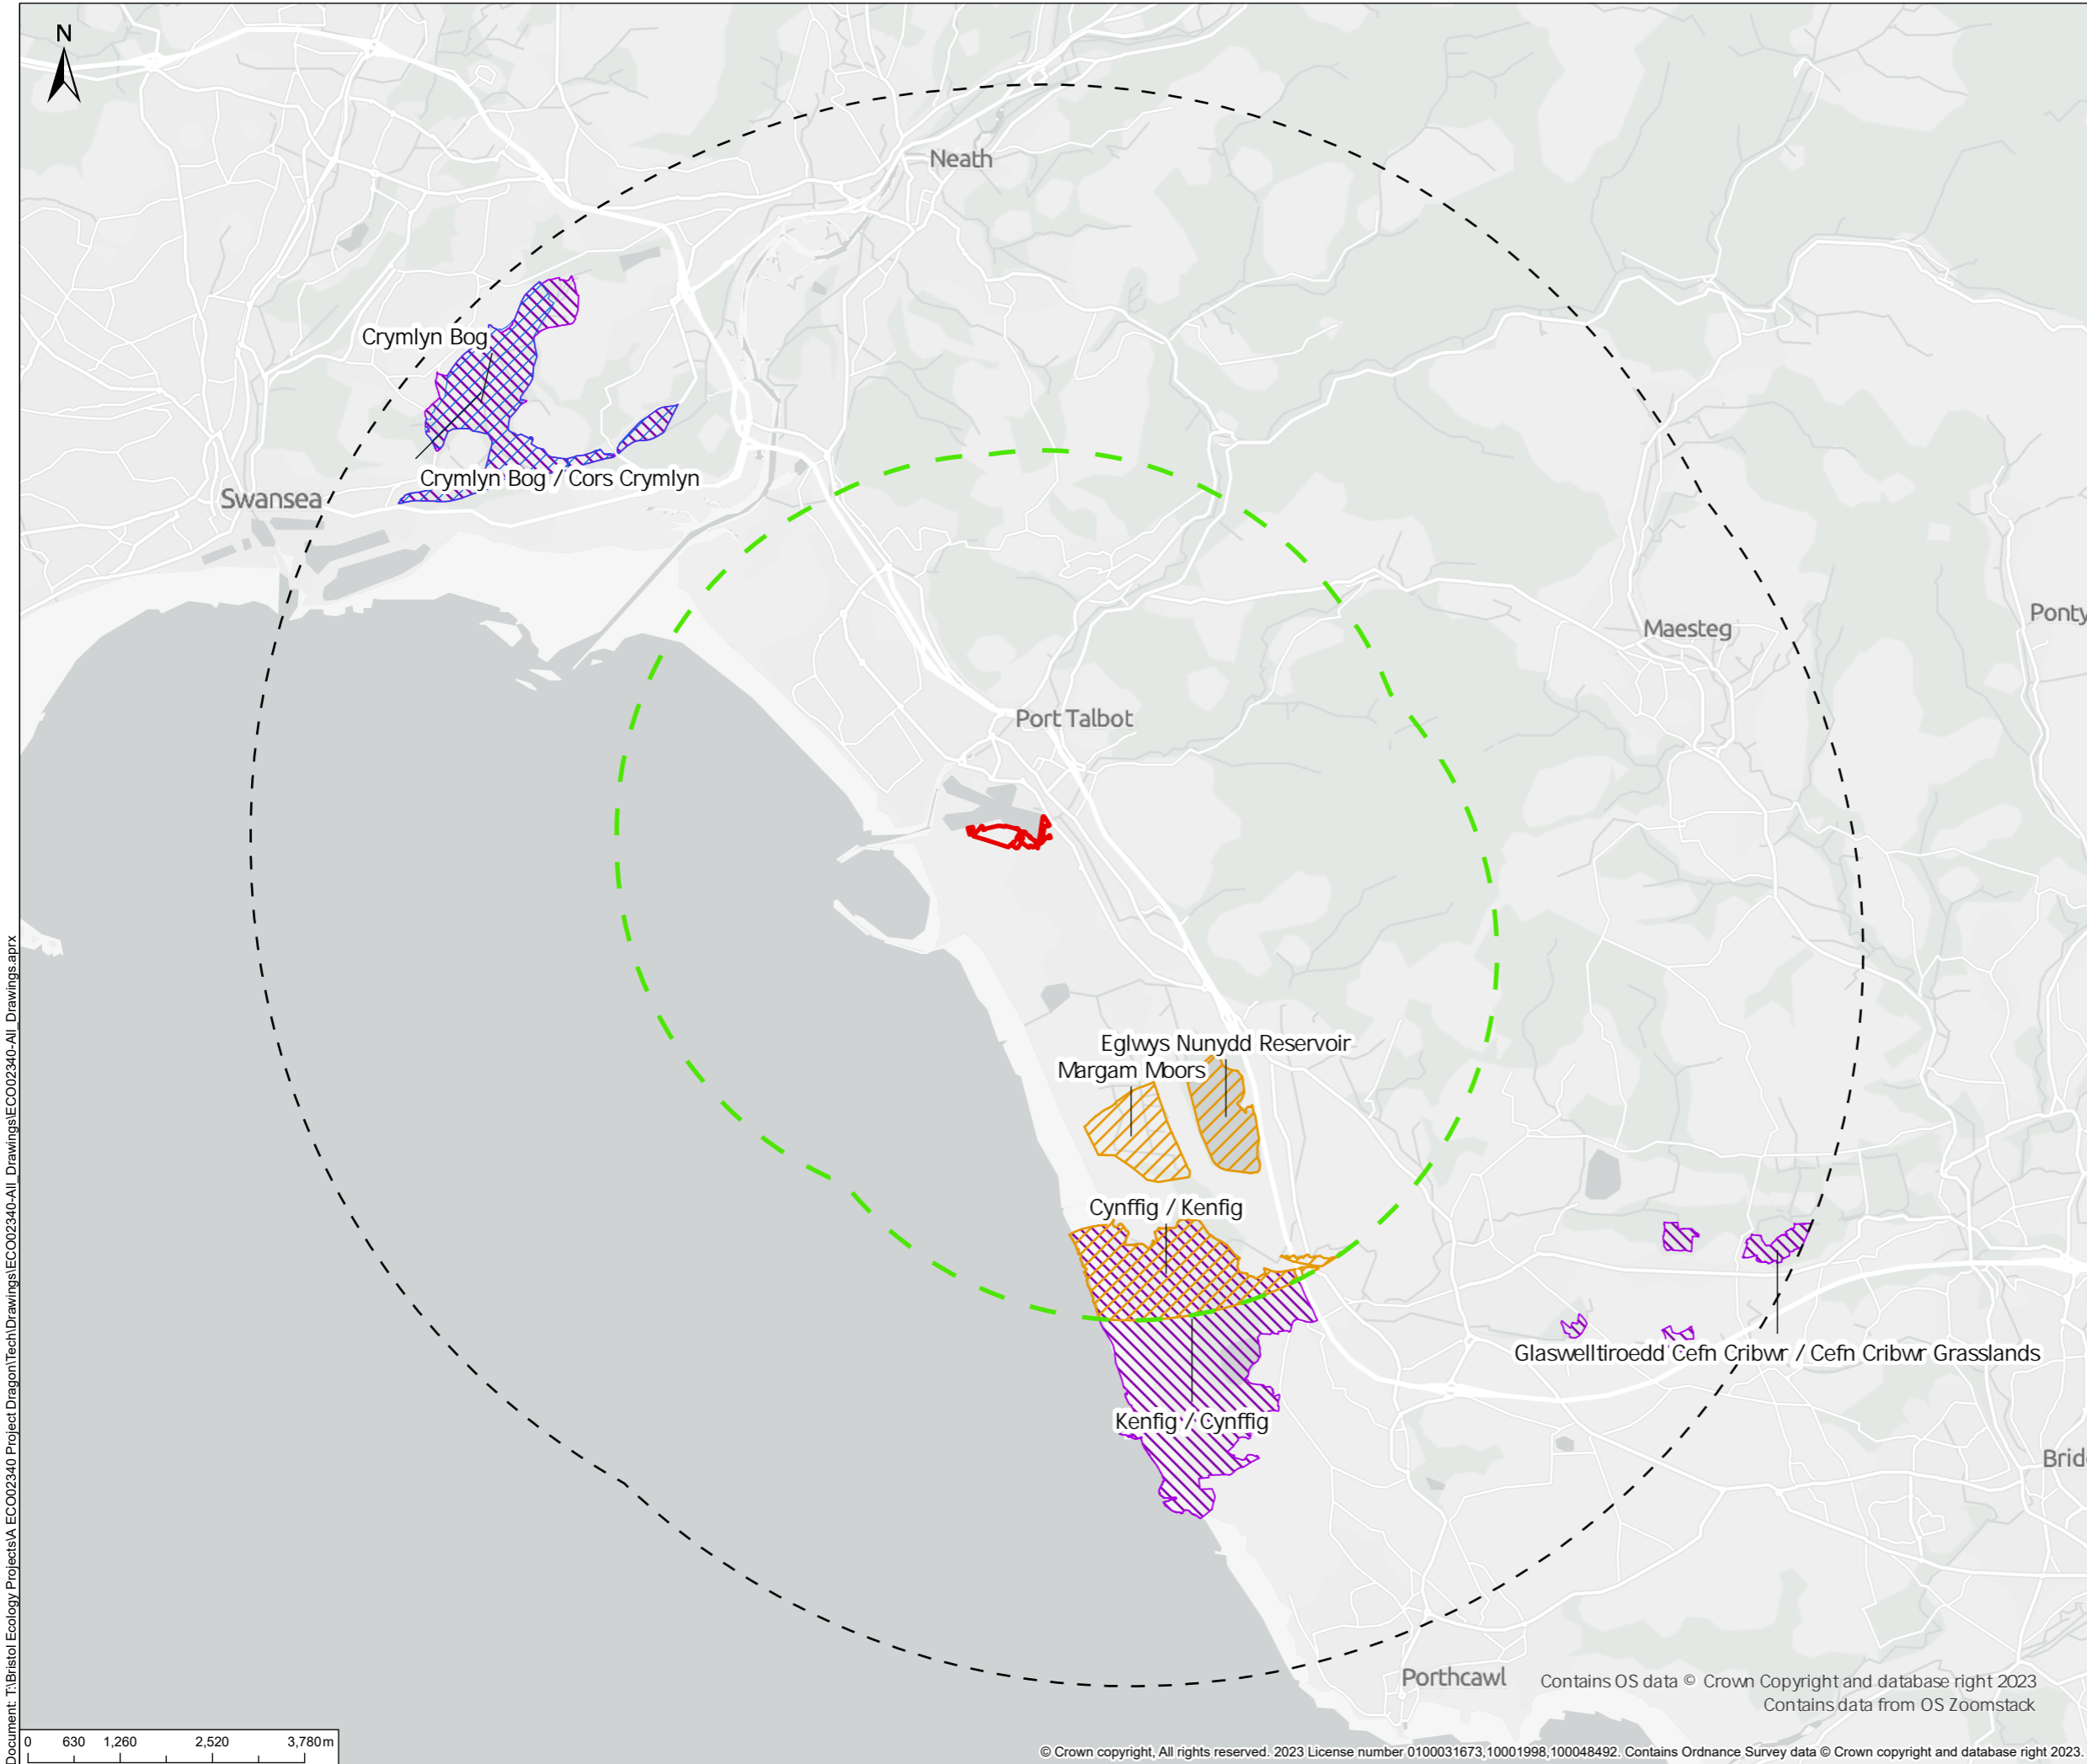 N
Neath
Crymlyn Bog
Crymlyn Bog / Cors Crymlyn
Swansea
Maesteg
Ponty
Port Talbot
Eglwys Nunydd Reservoir
Margam Moors
Cynffig / Kenfig
Glaswelltiroedd Cefn Cribwr / Cefn Cribwr Grasslands
Kenfig / Cynffig
Brid
Porthcawl
Contains OS data © Crown Copyright and database right 2023
Contains data from OS Zoomstack
0 630 1,260 2,520 3,780 m
© Crown copyright, All rights reserved. 2023 License number 0100031673,10001998,100048492. Contains Ordnance Survey data © Crown copyright and database right 2023.
Document: T:\Bristol Ecology Projects\A ECO02340 Project Dragon\Tech\Drawings\ECO02340-All_Drawings\ECO02340-All_Drawings.aprx